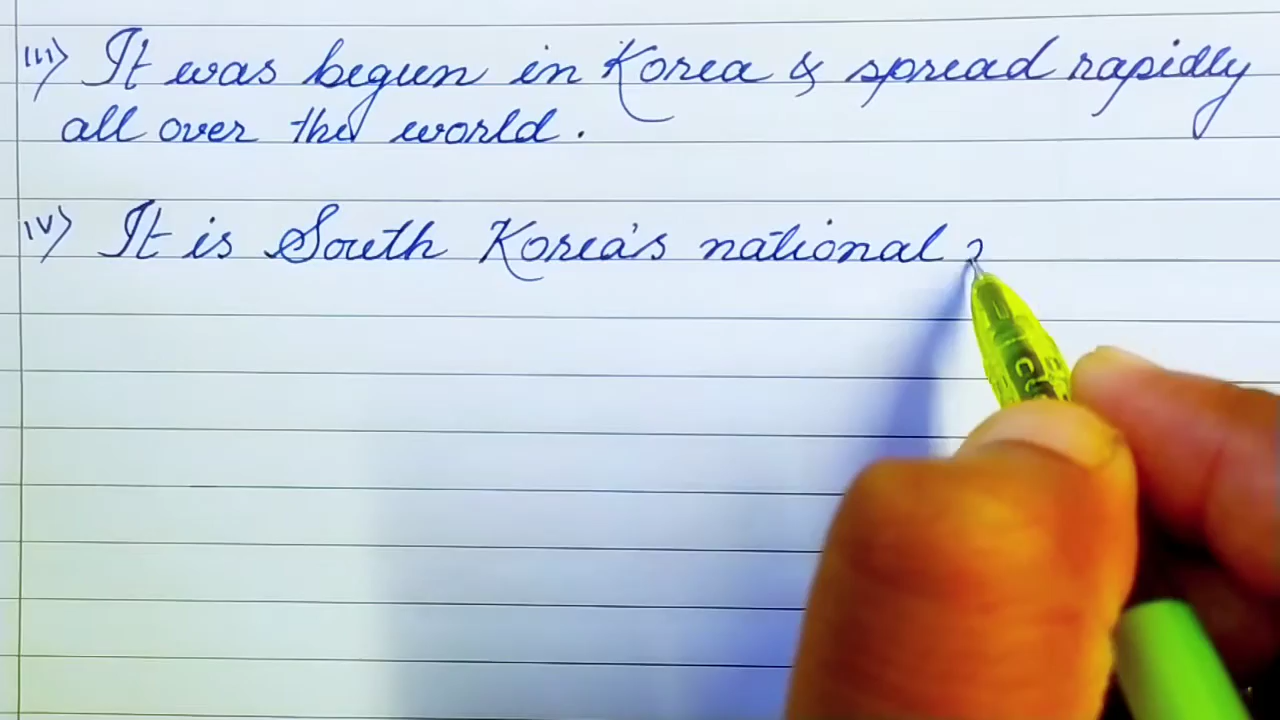 III) It was begun in Korea & spread rapidly
all over the world.
IV) It is South Korea's national